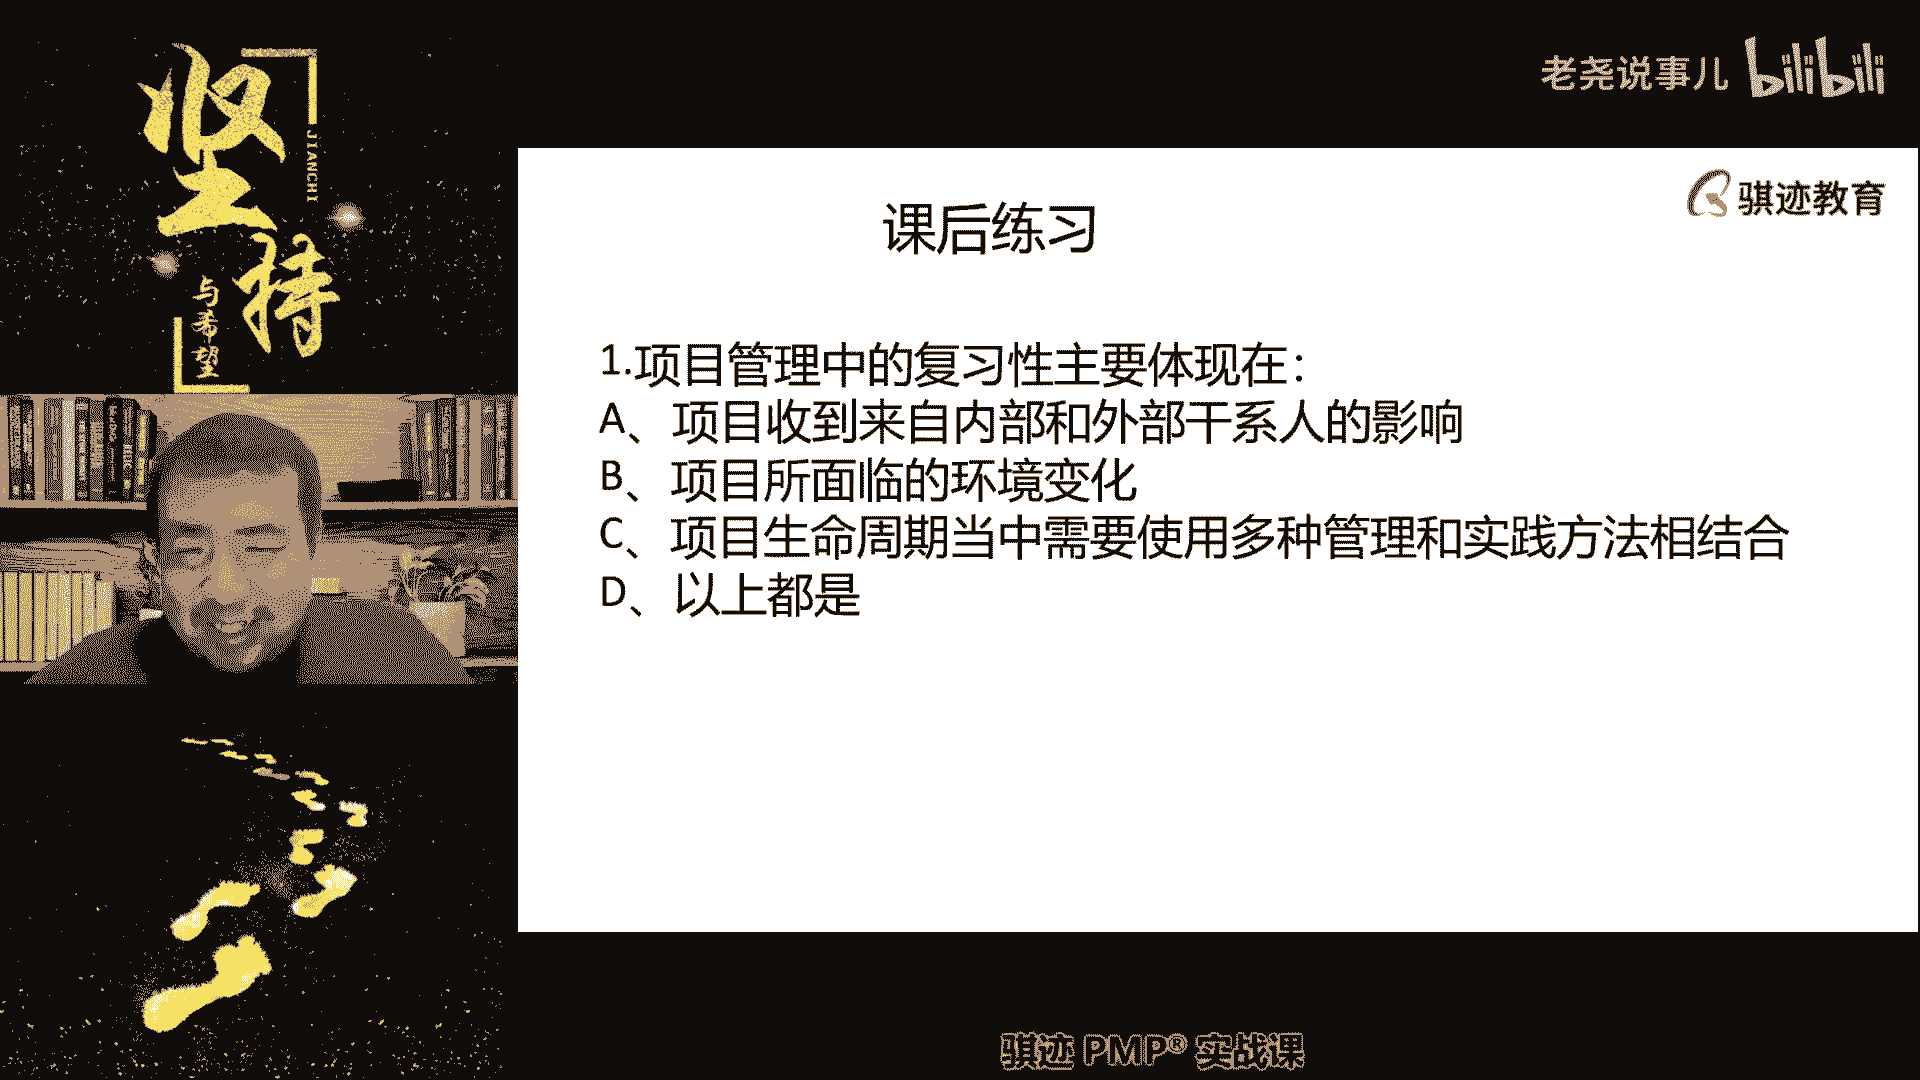 坚持
JIANCHI
与希望
老尧说事儿 bilibili
骐迹教育
课后练习
1.项目管理中的复习性主要体现在：
A、项目收到来自内部和外部干系人的影响
B、项目所面临的环境变化
C、项目生命周期当中需要使用多种管理和实践方法相结合
D、以上都是
骐迹 PMP® 实战课